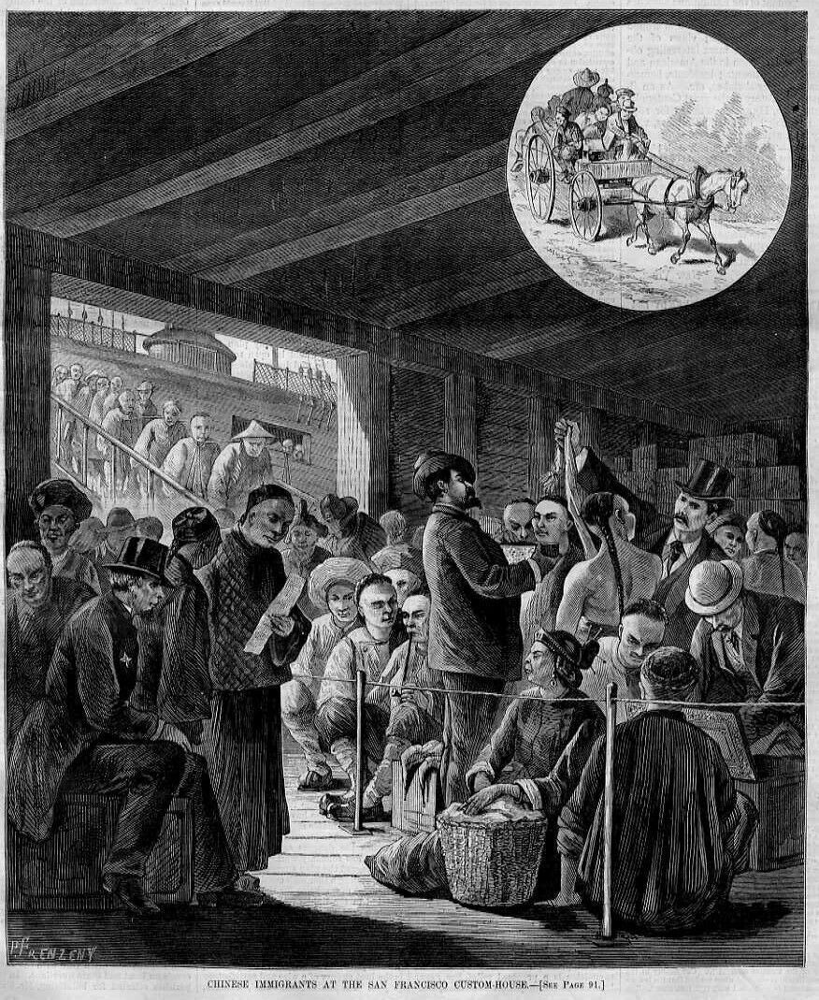 P. FRENZENY
CHINESE IMMIGRANTS AT THE SAN FRANCISCO CUSTOM-HOUSE.—[SEE PAGE 91.]